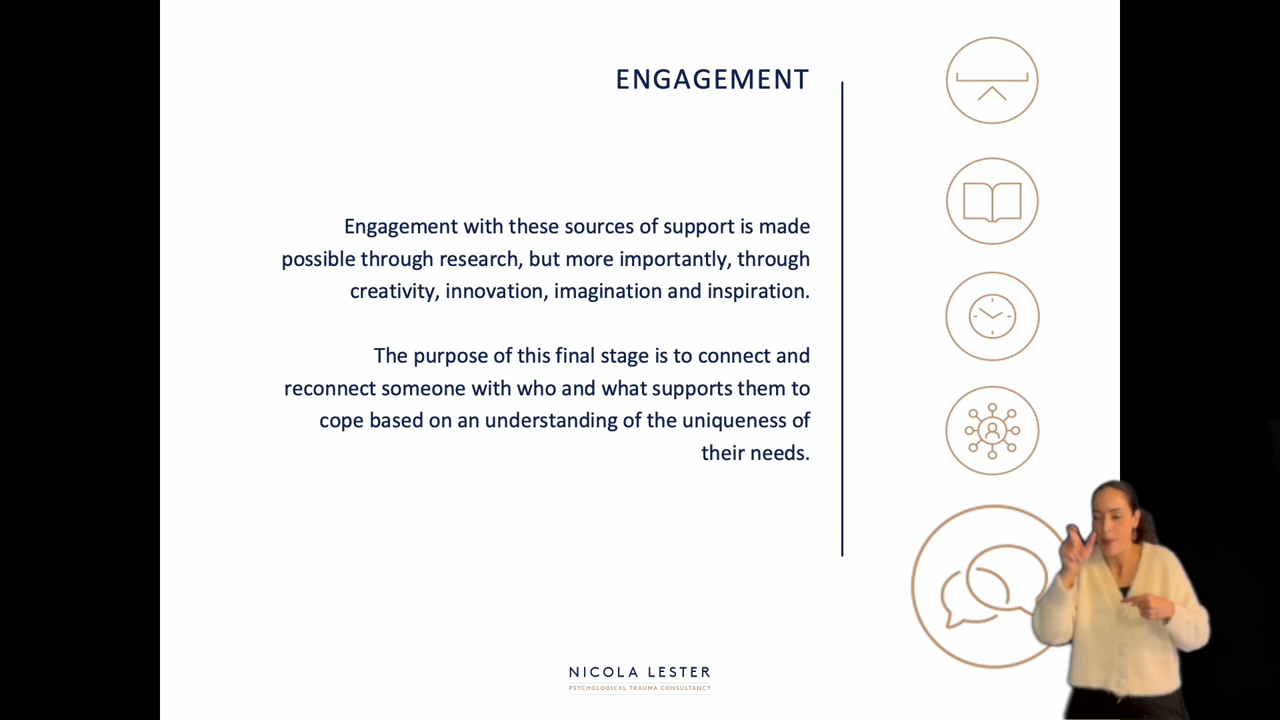 ENGAGEMENT
Engagement with these sources of support is made
possible through research, but more importantly, through
creativity, innovation, imagination and inspiration.
The purpose of this final stage is to connect and
reconnect someone with who and what supports them to
cope based on an understanding of the uniqueness of
their needs.
NICOLA LESTER
PSYCHOLOGICAL TRAUMA CONSULTANCY